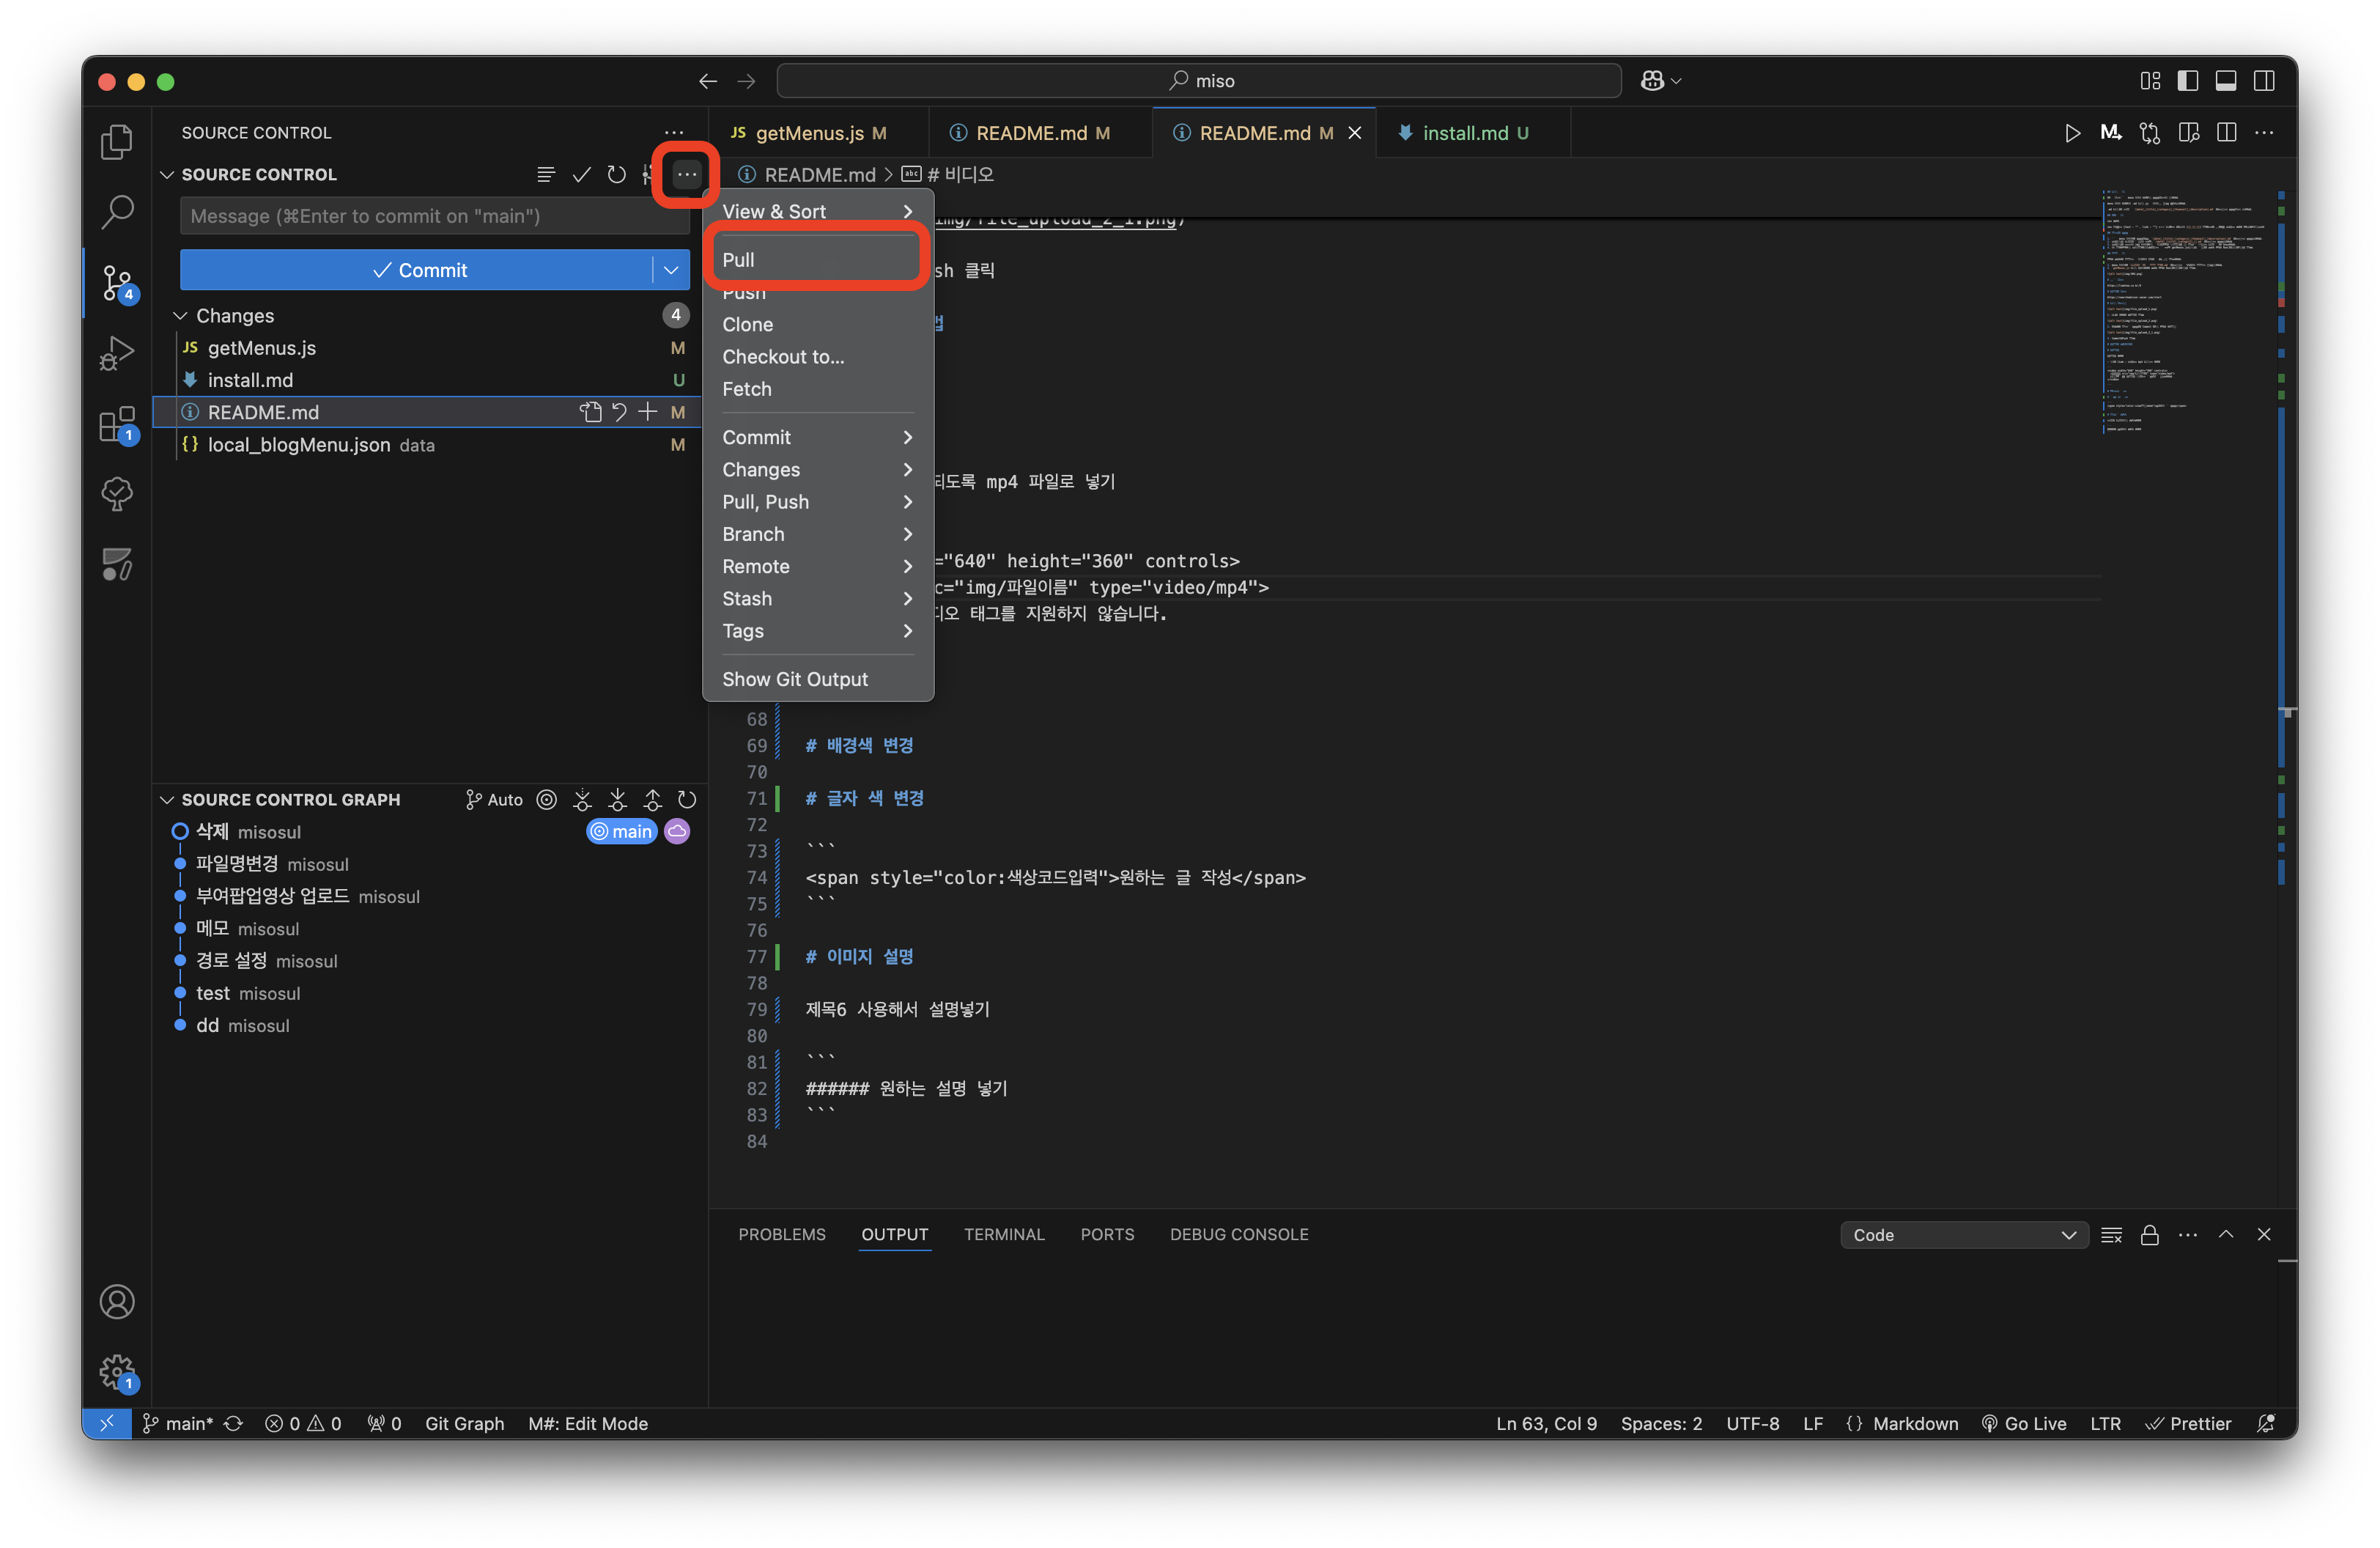 miso
SOURCE CONTROL
SOURCE CONTROL
Message (⌘Enter to commit on "main")
Commit
Changes 4
JS getMenus.js M
install.md U
README.md M
{} local_blogMenu.json data M
4
1
SOURCE CONTROL GRAPH Auto
삭제 misosul main
파일명변경 misosul
부여팝업영상 업로드 misosul
메모 misosul
경로 설정 misosul
test misosul
dd misosul
1
JS getMenus.js M
README.md M
README.md M
install.md U
README.md > abc # 비디오
View & Sort
Pull
Push
Clone
Checkout to...
Fetch
Commit
Changes
Pull, Push
Branch
Remote
Stash
Tags
Show Git Output
img/file_upload_2_1.png)
sh 클릭
되도록 mp4 파일로 넣기
="640" height="360" controls>
c="img/파일이름" type="video/mp4">
디오 태그를 지원하지 않습니다.
68
69 # 배경색 변경
70
71 # 글자 색 변경
72
73 ```
74 <span style="color:색상코드입력">원하는 글 작성</span>
75 ```
76
77 # 이미지 설명
78
79 제목6 사용해서 설명넣기
80
81 ```
82 ###### 원하는 설명 넣기
83 ```
84
PROBLEMS OUTPUT TERMINAL PORTS DEBUG CONSOLE Code
main* 0 0 0 Git Graph M#: Edit Mode Ln 63, Col 9 Spaces: 2 UTF-8 LF {} Markdown Go Live LTR Prettier